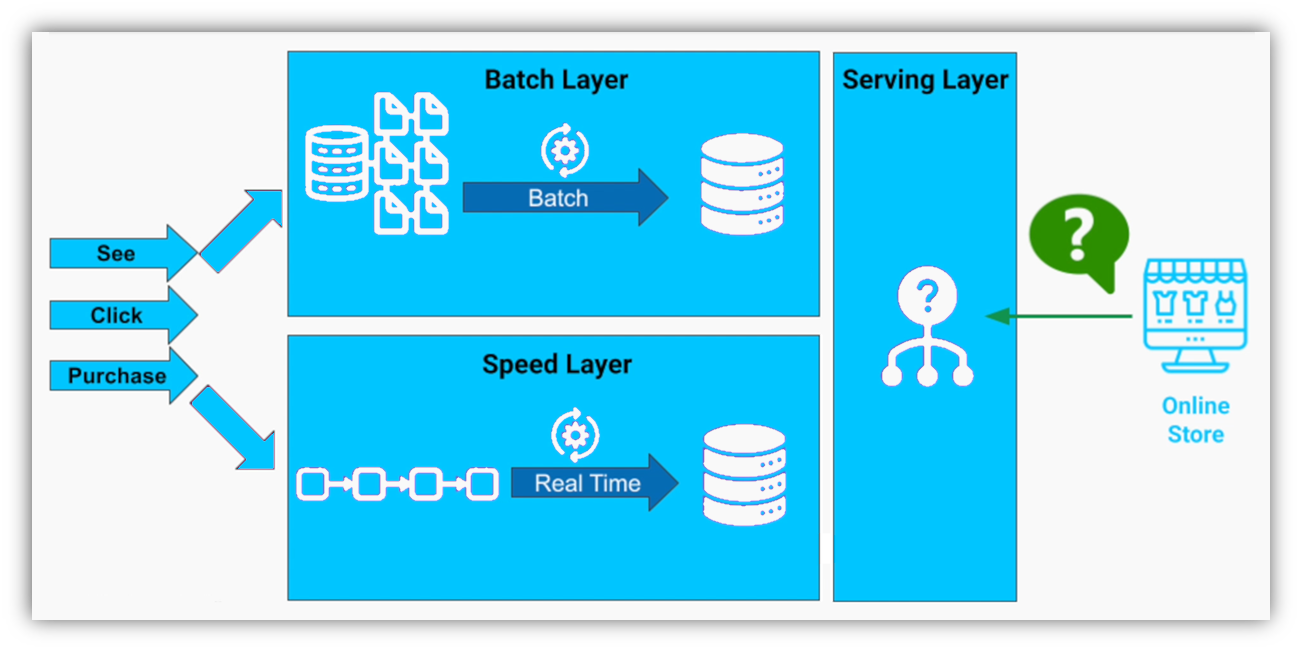 See
Click
Purchase
Batch Layer
Batch
Speed Layer
Real Time
Serving Layer
?
?
Online
Store